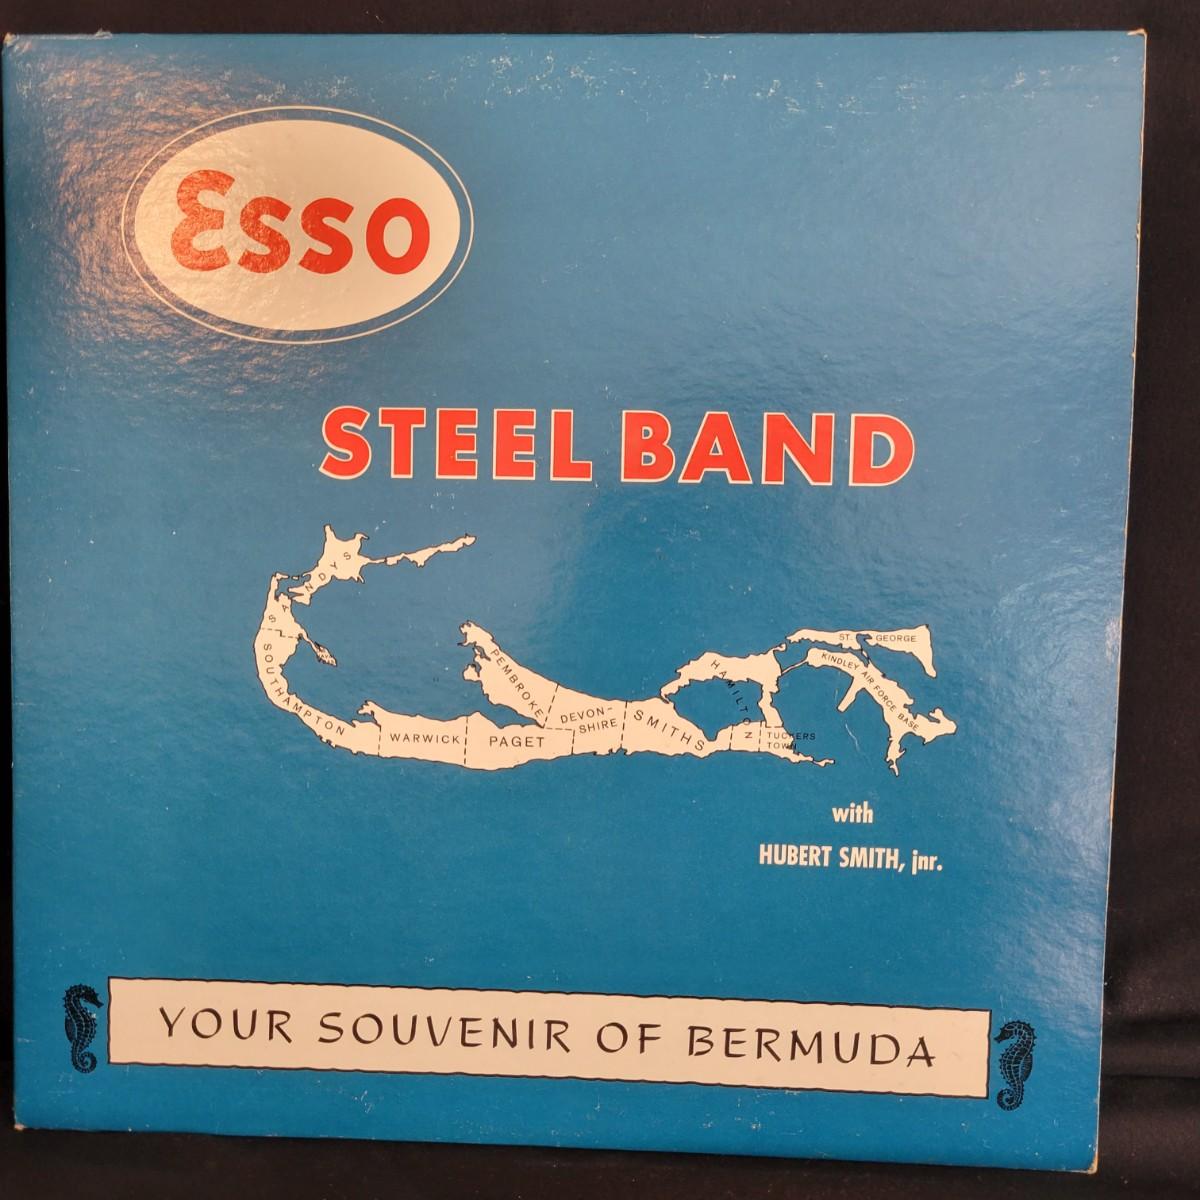 Esso
STEEL BAND
SANDYS
SOUTHAMPTON
WARWICK
PAGET
PEMBROKE
DEVON-
SHIRE
SMITHS
HAMILTON
TUCKERS
TOWN
ST. GEORGE
KINDLEY AIR FORCE BASE
with
HUBERT SMITH, jnr.
YOUR SOUVENIR OF BERMUDA